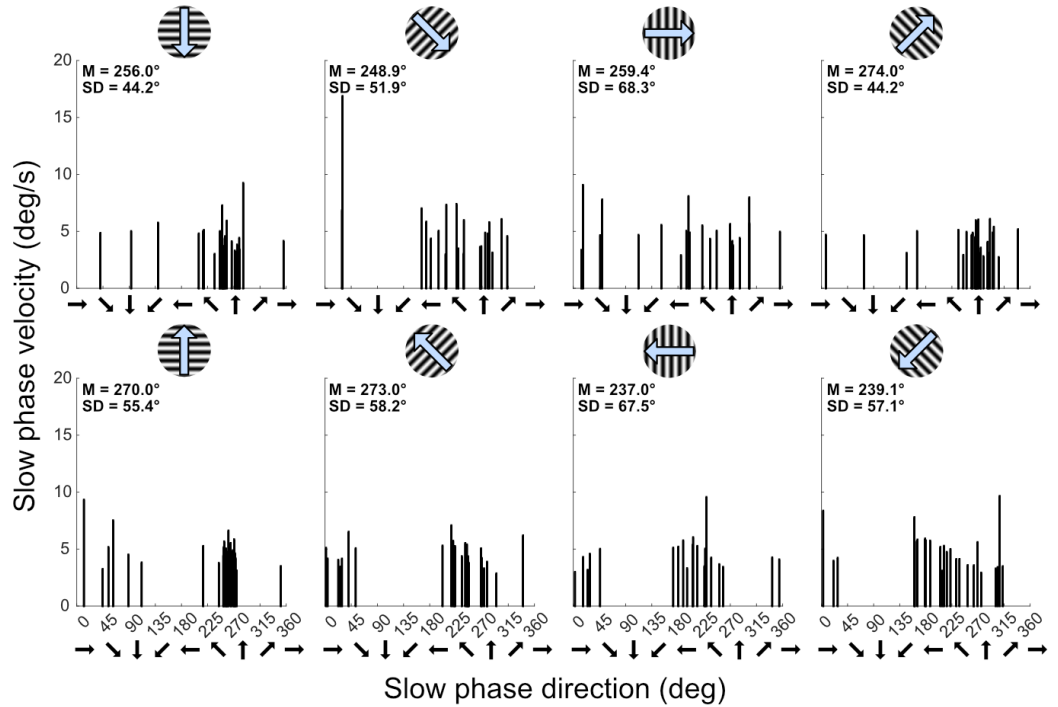 20
15
10
5
0
M = 256.0°
SD = 44.2°
M = 248.9°
SD = 51.9°
M = 259.4°
SD = 68.3°
M = 274.0°
SD = 44.2°
Slow phase velocity (deg/s)
20
15
10
5
0
M = 270.0°
SD = 55.4°
M = 273.0°
SD = 58.2°
M = 237.0°
SD = 67.5°
M = 239.1°
SD = 57.1°
0 45 90 135 180 225 270 315 360
0 45 90 135 180 225 270 315 360
0 45 90 135 180 225 270 315 360
0 45 90 135 180 225 270 315 360
Slow phase direction (deg)